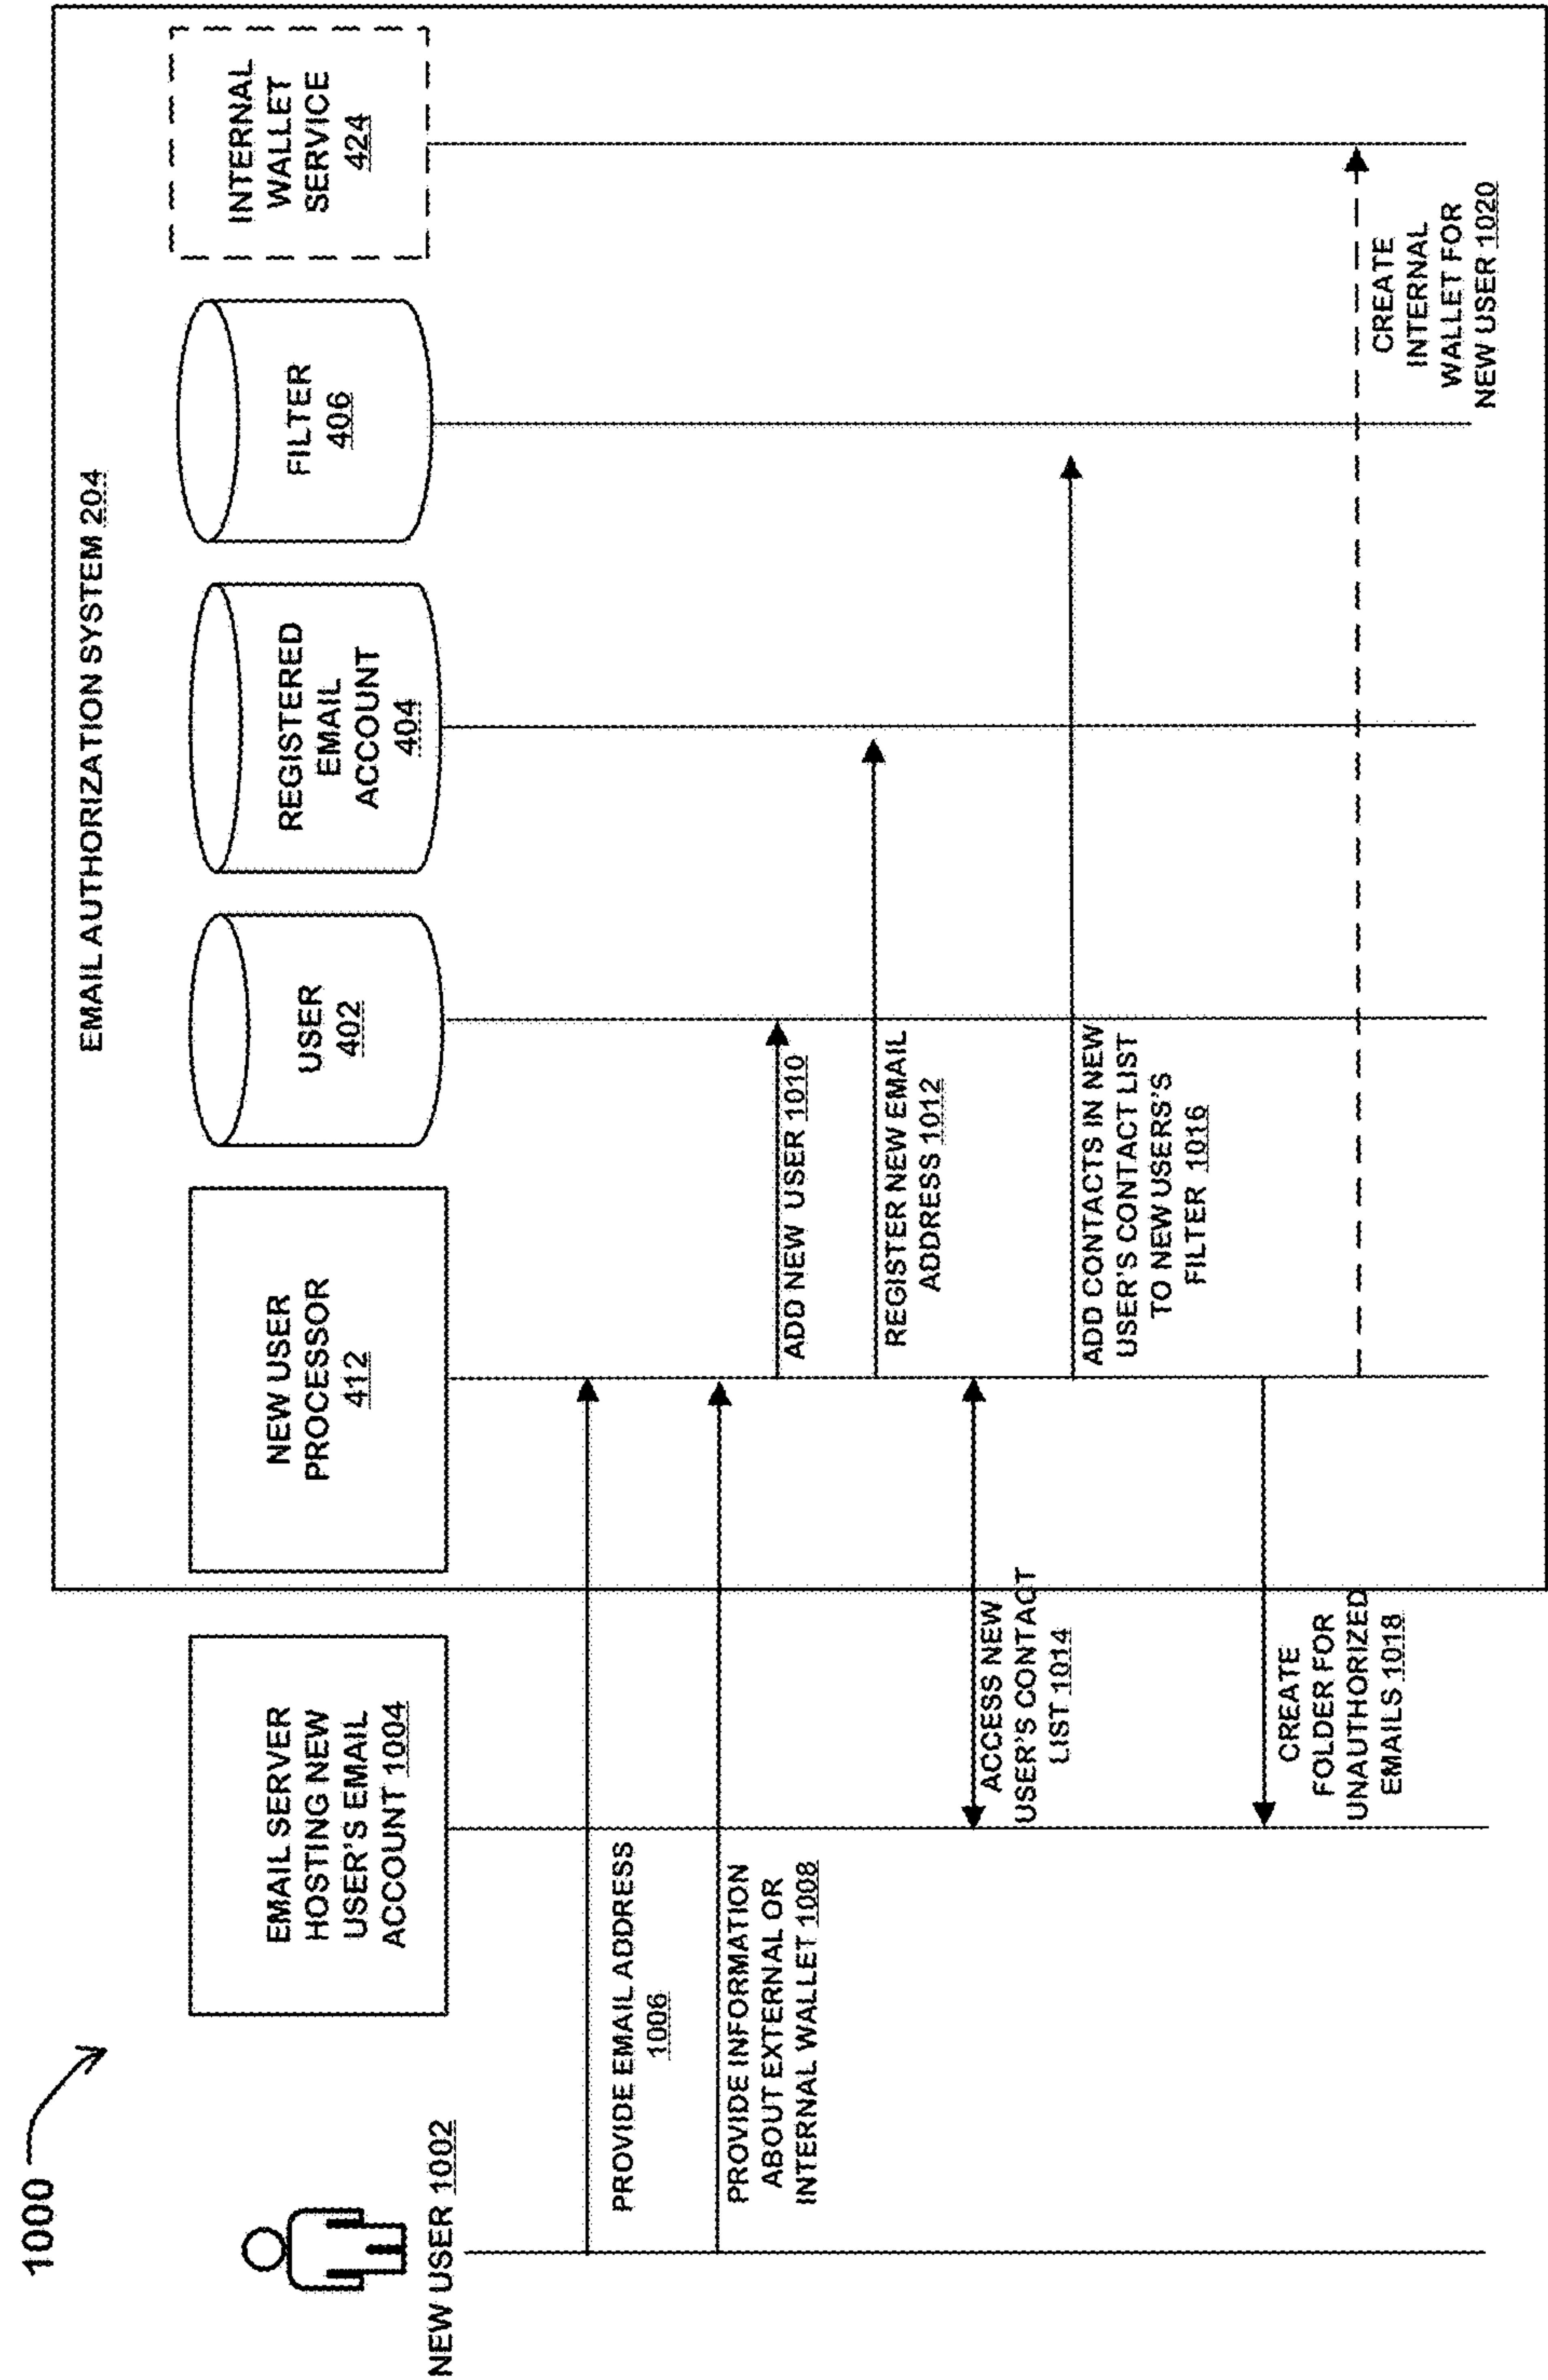 1000
EMAIL AUTHORIZATION SYSTEM 204
NEW USER 1002
EMAIL SERVER
HOSTING NEW
USER'S EMAIL
ACCOUNT 1004
NEW USER
PROCESSOR
412
USER
402
REGISTERED
EMAIL
ACCOUNT
404
FILTER
406
INTERNAL
WALLET
SERVICE
424
PROVIDE EMAIL ADDRESS
1006
PROVIDE INFORMATION
ABOUT EXTERNAL OR
INTERNAL WALLET 1008
ADD NEW USER 1010
REGISTER NEW EMAIL
ADDRESS 1012
ACCESS NEW
USER'S CONTACT
LIST 1014
ADD CONTACTS IN NEW
USER'S CONTACT LIST
TO NEW USERS'S
FILTER 1016
CREATE
FOLDER FOR
UNAUTHORIZED
EMAILS 1018
CREATE
INTERNAL
WALLET FOR
NEW USER 1020